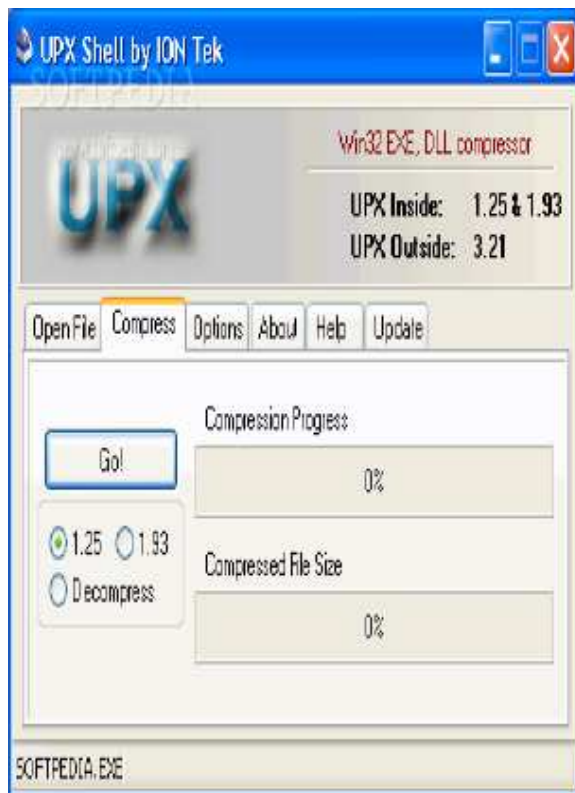 UPX Shell by ION Tek
SOFTPEDIA
UPX
Win32 EXE, DLL compressor
UPX Inside: 1.25 & 1.93
UPX Outside: 3.21
Open File Compress Options About Help Update
Compression Progress
Go!
0%
1.25 1.93
Decompress
Compressed File Size
0%
SOFTPEDIA.EXE